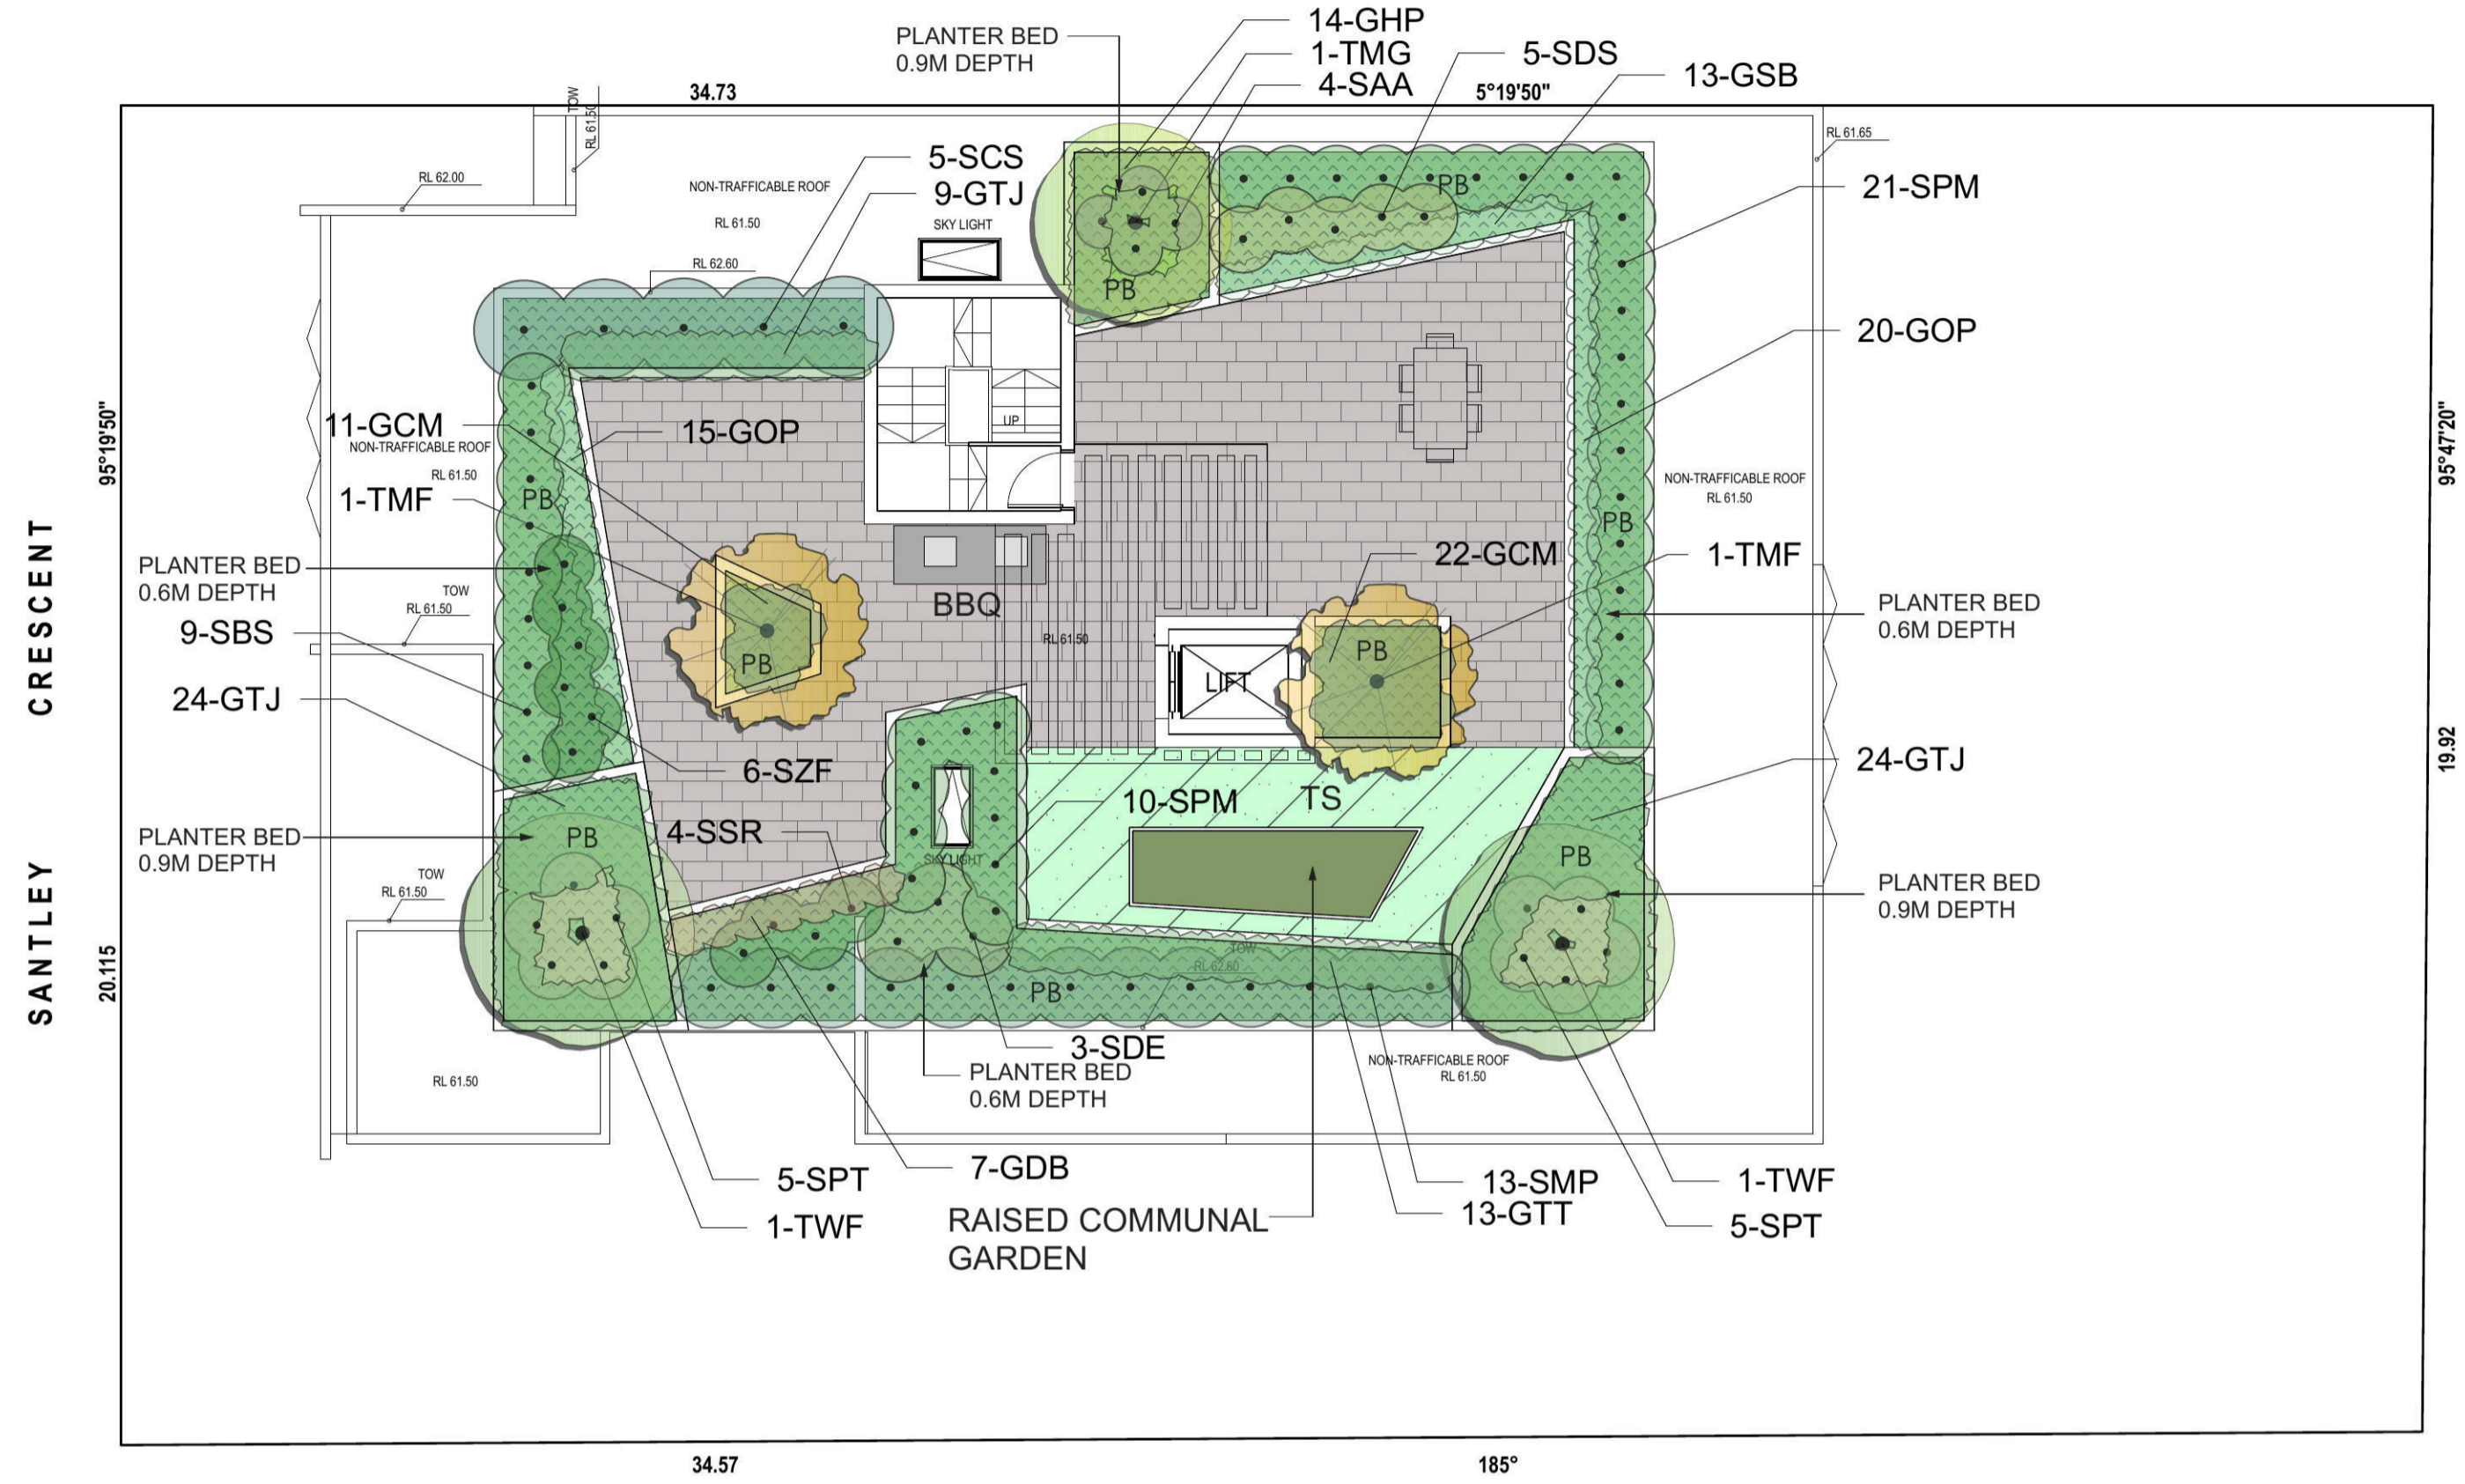 14-GHP
PLANTER BED
0.9M DEPTH
1-TMG
5-SDS
4-SAA
13-GSB
34.73
5°19'50"
TOW
RL 61.50
RL 61.65
5-SCS
RL 62.00
NON-TRAFFICABLE ROOF
9-GTJ
PB
21-SPM
RL 61.50
SKY LIGHT
RL 62.60
PB
20-GOP
11-GCM
15-GOP
UP
NON-TRAFFICABLE ROOF
RL 61.50
95°19'50"
95°47'20"
NON-TRAFFICABLE ROOF
RL 61.50
1-TMF
PB
PB
22-GCM
1-TMF
PLANTER BED
0.6M DEPTH
TOW
RL 61.50
BBQ
PLANTER BED
0.6M DEPTH
9-SBS
RL 61.50
PB
PB
LIFT
CRESCENT
24-GTJ
6-SZF
10-SPM
TS
24-GTJ
19.92
PLANTER BED
0.9M DEPTH
PB
4-SSR
SKY LIGHT
PB
TOW
RL 61.50
PLANTER BED
0.9M DEPTH
SANTLEY
20.115
TOW
RL 62.60
PB
3-SDE
PLANTER BED
0.6M DEPTH
NON-TRAFFICABLE ROOF
RL 61.50
RL 61.50
5-SPT
7-GDB
13-SMP
1-TWF
1-TWF
RAISED COMMUNAL
GARDEN
13-GTT
5-SPT
34.57
185°